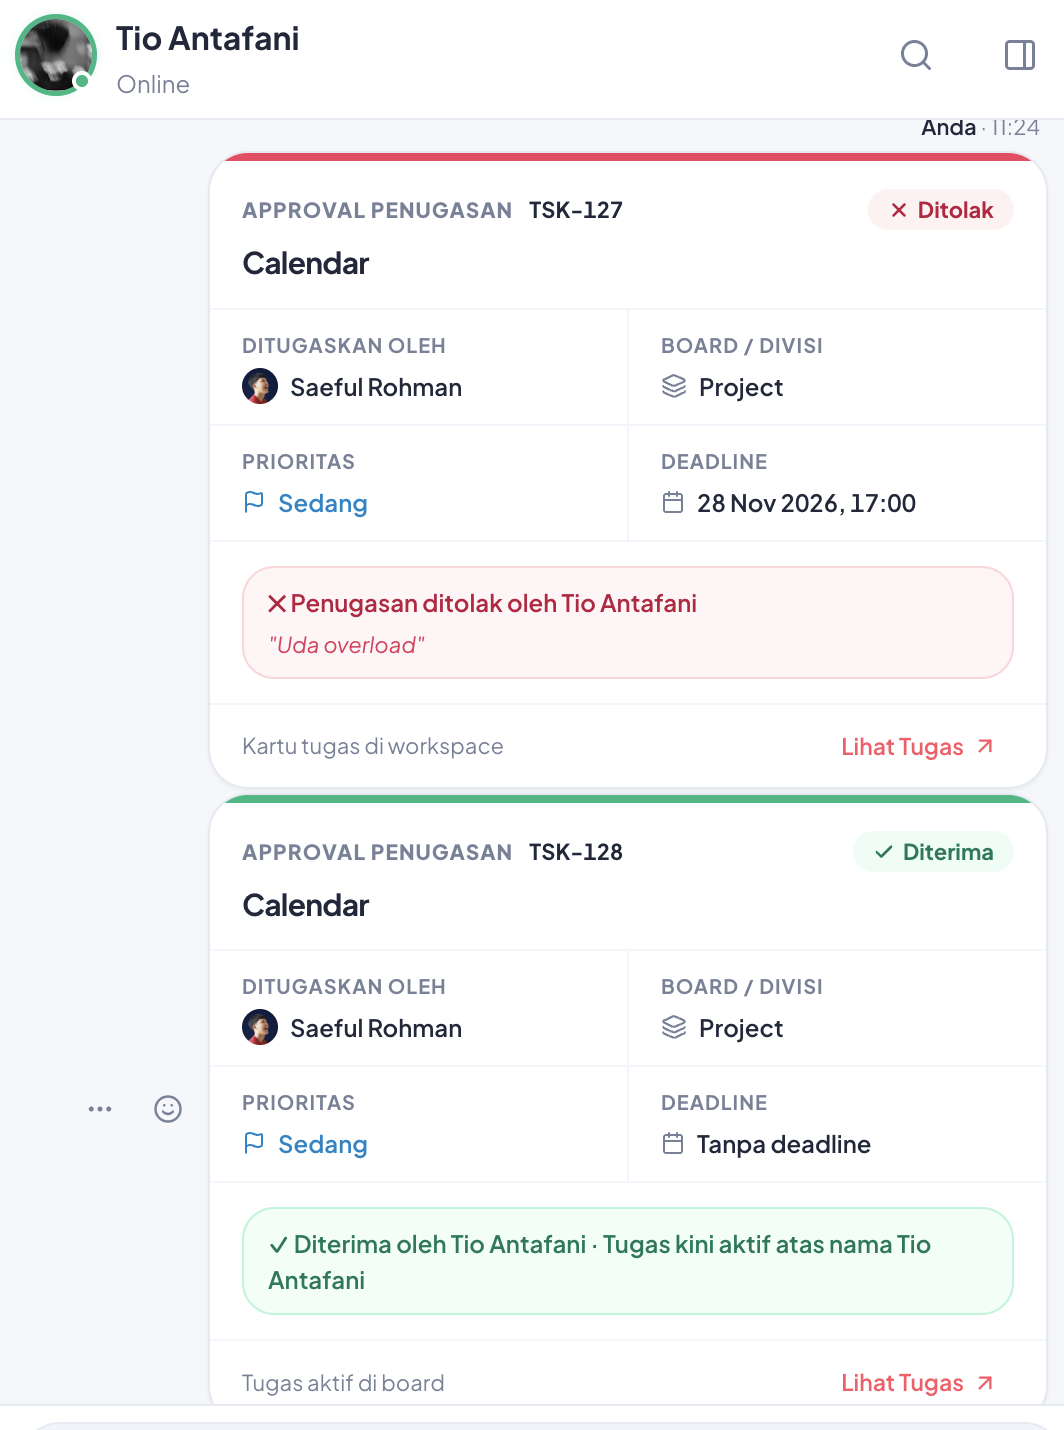 Tio Antafani
Online
Anda · 11:24
APPROVAL PENUGASAN TSK-127
Ditolak
Calendar
DITUGASKAN OLEH
Saeful Rohman
BOARD / DIVISI
Project
PRIORITAS
Sedang
DEADLINE
28 Nov 2026, 17:00
Penugasan ditolak oleh Tio Antafani
"Uda overload"
Kartu tugas di workspace
Lihat Tugas
APPROVAL PENUGASAN TSK-128
Diterima
Calendar
DITUGASKAN OLEH
Saeful Rohman
BOARD / DIVISI
Project
PRIORITAS
Sedang
DEADLINE
Tanpa deadline
Diterima oleh Tio Antafani · Tugas kini aktif atas nama Tio
Antafani
Tugas aktif di board
Lihat Tugas